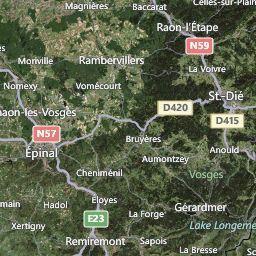 Magnières
Baccarat
Celles-sur-Plain
Raon-l'Étape
N59
Moriville
Rambervillers
La Voivre
Nomexy
Vomécourt
St.-Dié
haon-les-Vosges
D420
D415
N57
Bruyères
Épinal
Anould
Aumontzey
Cheniménil
Vosges
Hadol
Éloyes
Gérardmer
E23
La Forge
Xertigny
Lake Longeme
Remiremont
Sapois
La Bresse